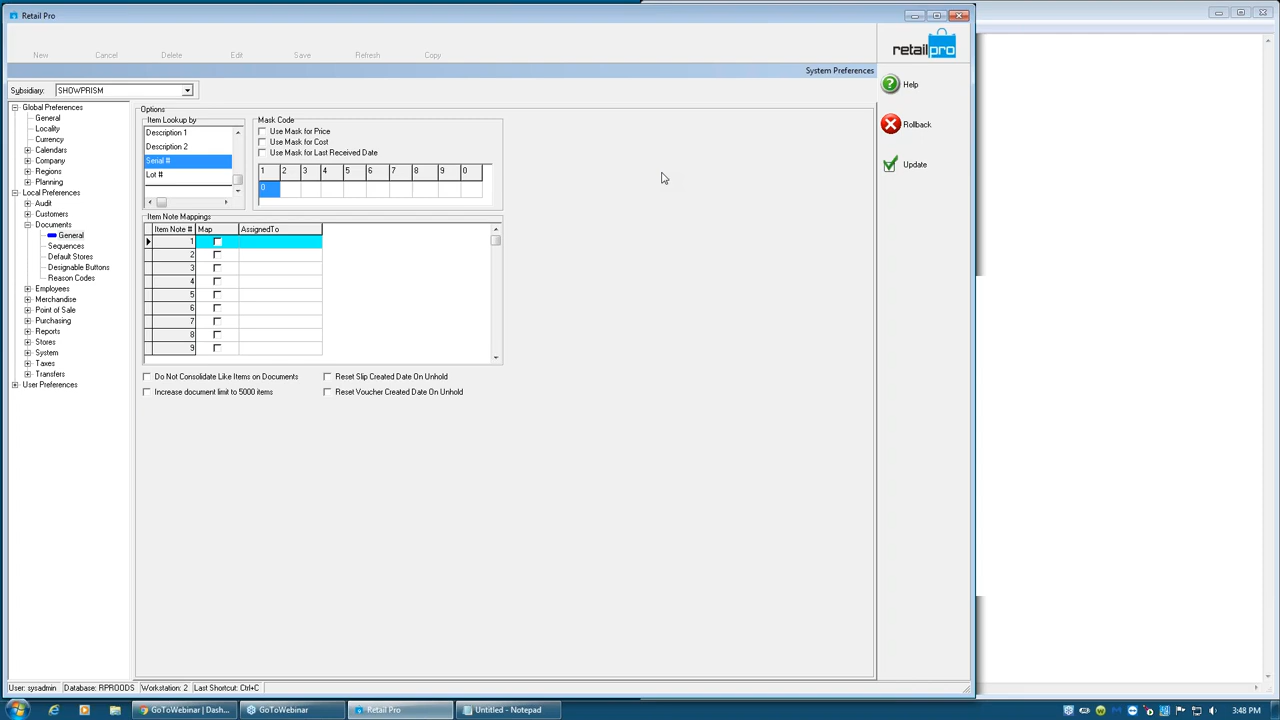 Retail Pro
New Cancel Delete Edit Save Refresh Copy
retailpro
System Preferences
Subsidiary: SHOWPRISM
Help
Rollback
Update
Global Preferences
General
Locality
Currency
Calendars
Company
Regions
Planning
Local Preferences
Audit
Customers
Documents
General
Sequences
Default Stores
Designable Buttons
Reason Codes
Employees
Merchandise
Point of Sale
Purchasing
Reports
Stores
System
Taxes
Transfers
User Preferences
Options
Item Lookup by
Description 1
Description 2
Serial #
Lot #
Mask Code
Use Mask for Price
Use Mask for Cost
Use Mask for Last Received Date
1 2 3 4 5 6 7 8 9 0
0
Item Note Mappings
Item Note # Map AssignedTo
1
2
3
4
5
6
7
8
9
Do Not Consolidate Like Items on Documents
Reset Slip Created Date On Unhold
Increase document limit to 5000 items
Reset Voucher Created Date On Unhold
User: sysadmin Database: RPROODS Workstation: 2 Last Shortcut: Ctrl+C
GoToWebinar | Dash...
GoToWebinar
Retail Pro
Untitled - Notepad
3:48 PM